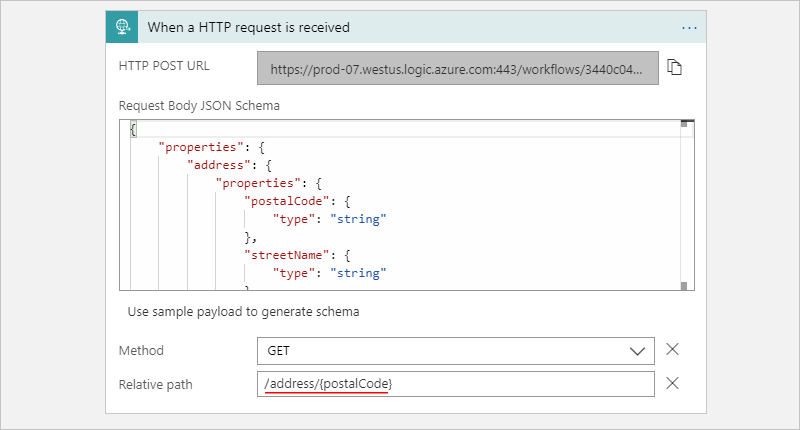 When a HTTP request is received
...
HTTP POST URL
https://prod-07.westus.logic.azure.com:443/workflows/3440c04...
Request Body JSON Schema
{
"properties": {
"address": {
"properties": {
"postalCode": {
"type": "string"
},
"streetName": {
"type": "string"
Use sample payload to generate schema
Method
GET
Relative path
/address/{postalCode}